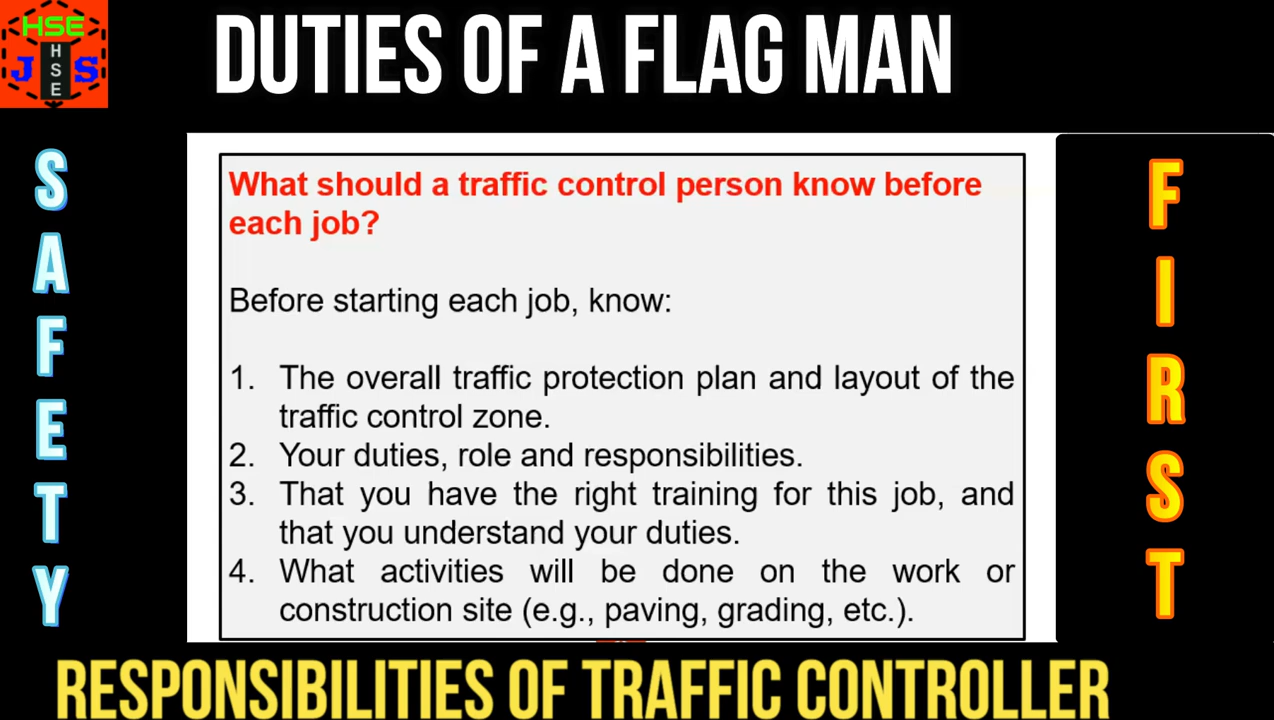 HSE
J HSE S
DUTIES OF A FLAG MAN
SAFETY
What should a traffic control person know before
each job?
Before starting each job, know:
1. The overall traffic protection plan and layout of the
traffic control zone.
2. Your duties, role and responsibilities.
3. That you have the right training for this job, and
that you understand your duties.
4. What activities will be done on the work or
construction site (e.g., paving, grading, etc.).
FIRST
RESPONSIBILITIES OF TRAFFIC CONTROLLER